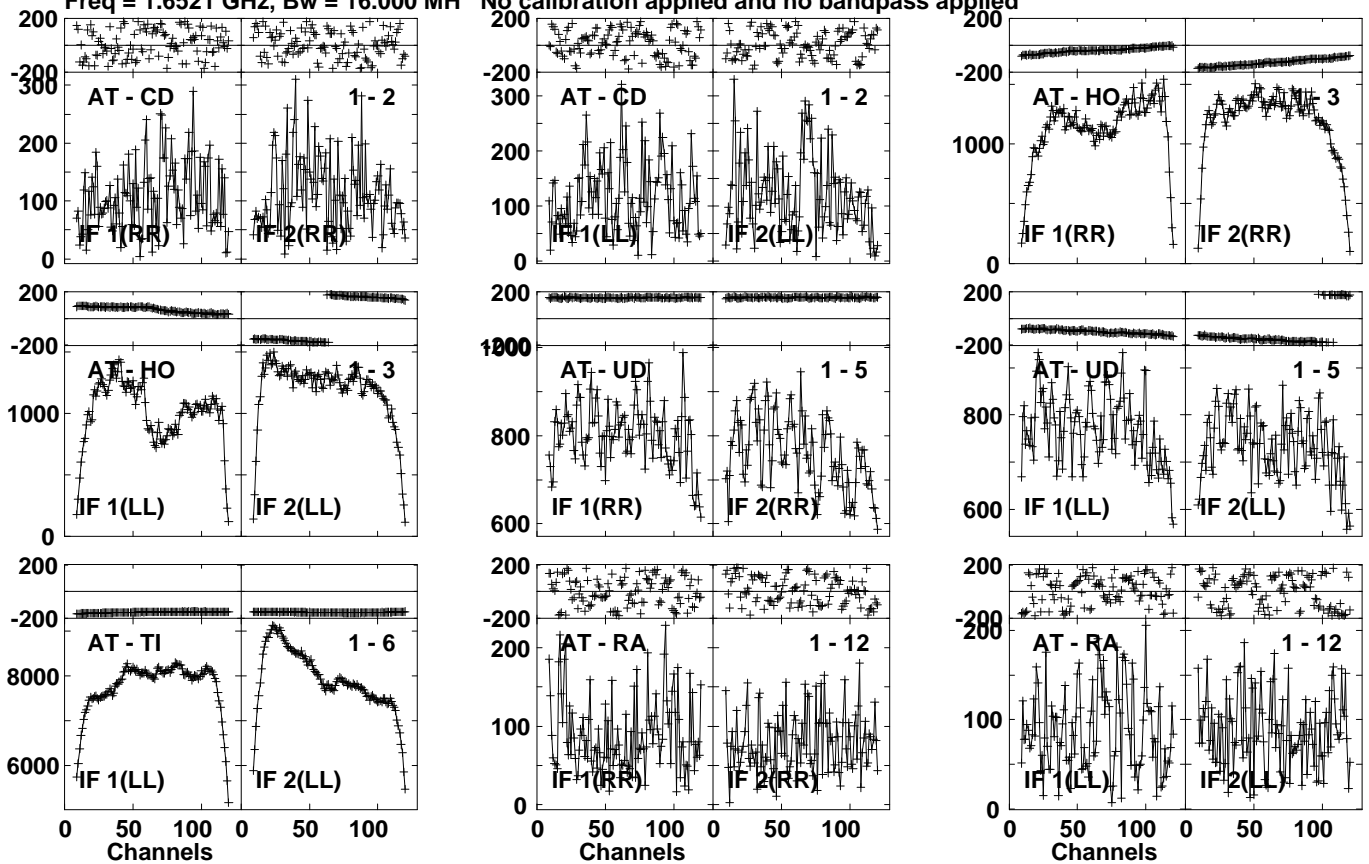 Freq = 1.6521 GHz, Bw = 16.000 MH No calibration applied and no bandpass applied
200 200 200
-200 -200 -200
300 AT - CD 1 - 2 300 AT - CD 1 - 2 AT - HO 1 - 3
200 200 1000
100 100
IF 1(RR) IF 2(RR) IF 1(LL) IF 2(LL) IF 1(RR) IF 2(RR)
0 0 0
200 200 200
-200 -200 -200
1000
AT - HO 1 - 3 AT - UD 1 - 5 AT - UD 1 - 5
1000 800 800
IF 1(LL) IF 2(LL) IF 1(RR) IF 2(RR) IF 1(LL) IF 2(LL)
0 600 600
200 200 200
-200 -200 -200
AT - TI 1 - 6 AT - RA 1 - 12 AT - RA 1 - 12
8000 200 200
100 100
6000 IF 1(LL) IF 2(LL) IF 1(RR) IF 2(RR) IF 1(LL) IF 2(LL)
0 0
0 50 100 0 50 100 0 50 100 0 50 100 0 50 100 0 50 100
Channels Channels Channels